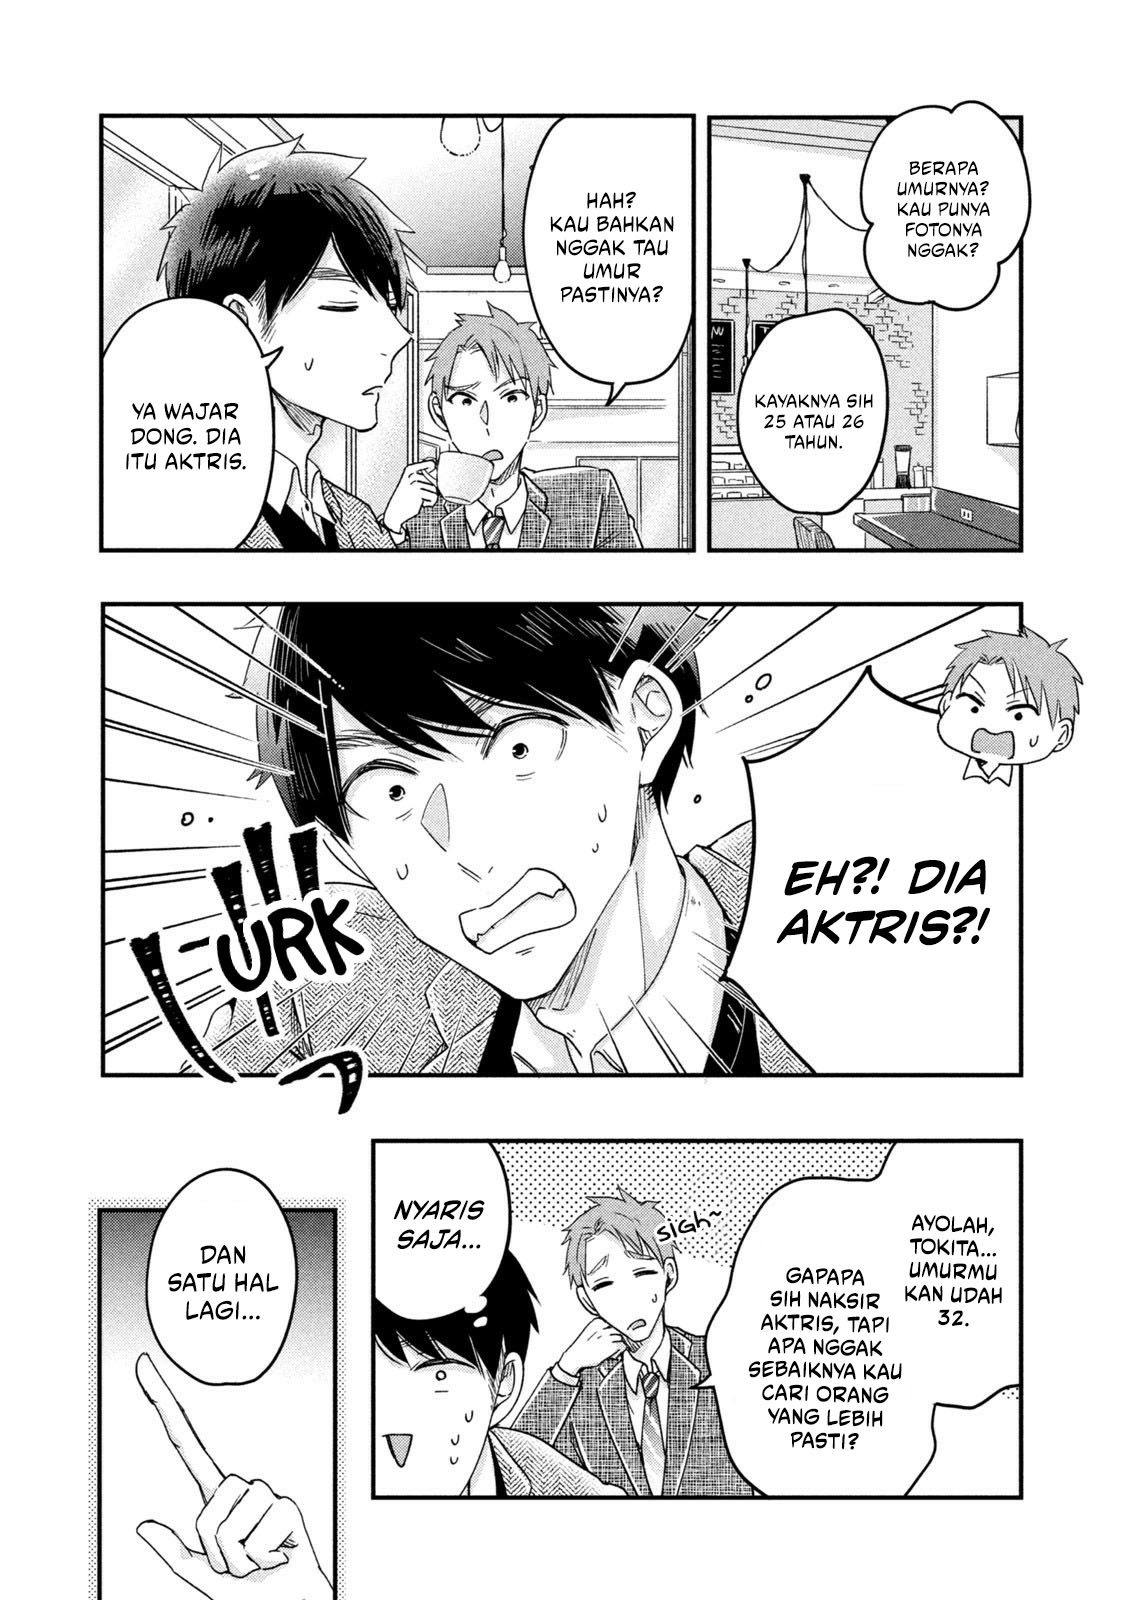 BERAPA
UMURNYA?
KAU PUNYA
FOTONYA
NGGAK?
KAYAKNYA SIH
25 ATAU 26
TAHUN.
HAH?
KAU BAHKAN
NGGAK TAU
UMUR
PASTINYA?
YA WAJAR
DONG. DIA
ITU AKTRIS.
EH?! DIA
AKTRIS?!
URK
AYOLAH,
TOKITA...
UMURMU
KAN UDAH
32.
SIGH~
GAPAPA
SIH NAKSIR
AKTRIS, TAPI
APA NGGAK
SEBAIKNYA KAU
CARI ORANG
YANG LEBIH
PASTI?
NYARIS
SAJA...
DAN
SATU HAL
LAGI...